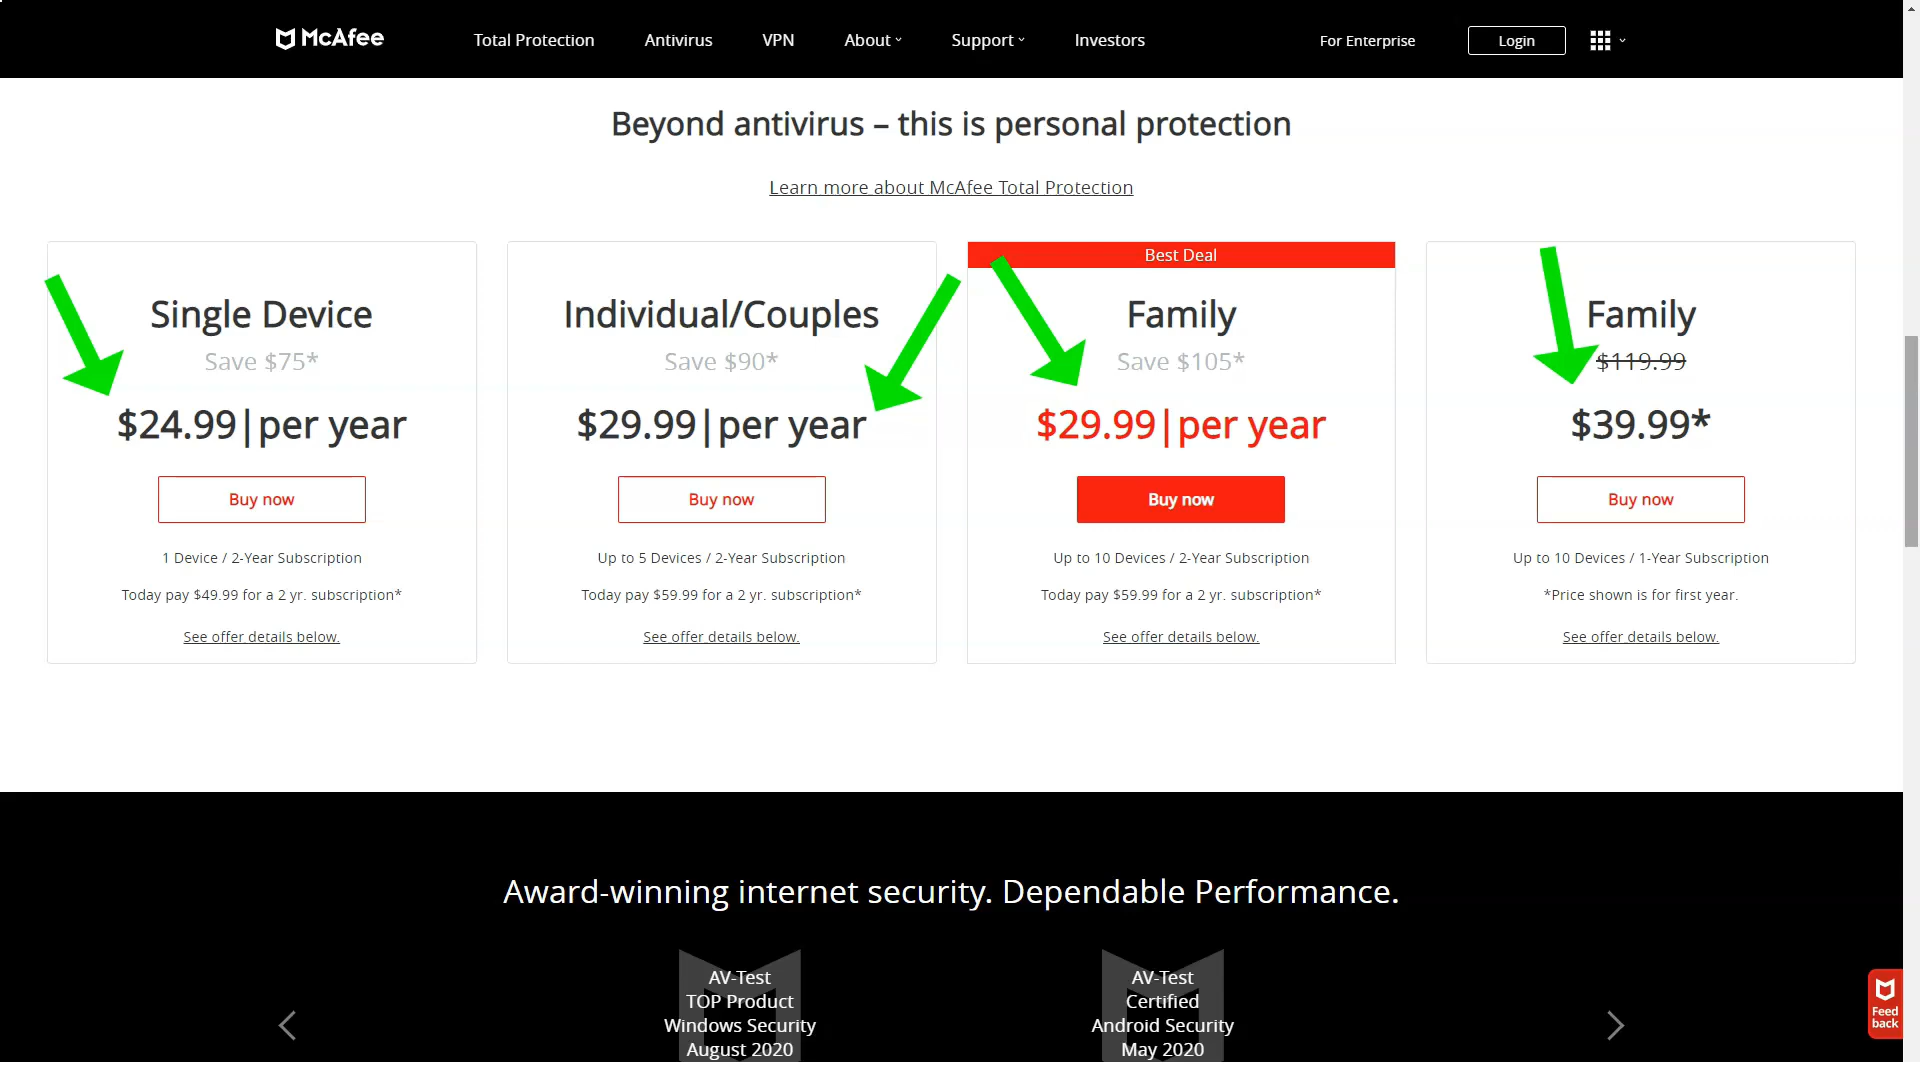 McAfee
Total Protection
Antivirus
VPN
About
Support
Investors
For Enterprise
Login
Beyond antivirus – this is personal protection
Learn more about McAfee Total Protection
Single Device
Save $75*
$24.99|per year
Buy now
1 Device / 2-Year Subscription
Today pay $49.99 for a 2 yr. subscription*
See offer details below.
Individual/Couples
Save $90*
$29.99|per year
Buy now
Up to 5 Devices / 2-Year Subscription
Today pay $59.99 for a 2 yr. subscription*
See offer details below.
Best Deal
Family
Save $105*
$29.99|per year
Buy now
Up to 10 Devices / 2-Year Subscription
Today pay $59.99 for a 2 yr. subscription*
See offer details below.
Family
$119.99
$39.99*
Buy now
Up to 10 Devices / 1-Year Subscription
*Price shown is for first year.
See offer details below.
Award-winning internet security. Dependable Performance.
AV-Test
TOP Product
Windows Security
August 2020
AV-Test
Certified
Android Security
May 2020
Feed
back